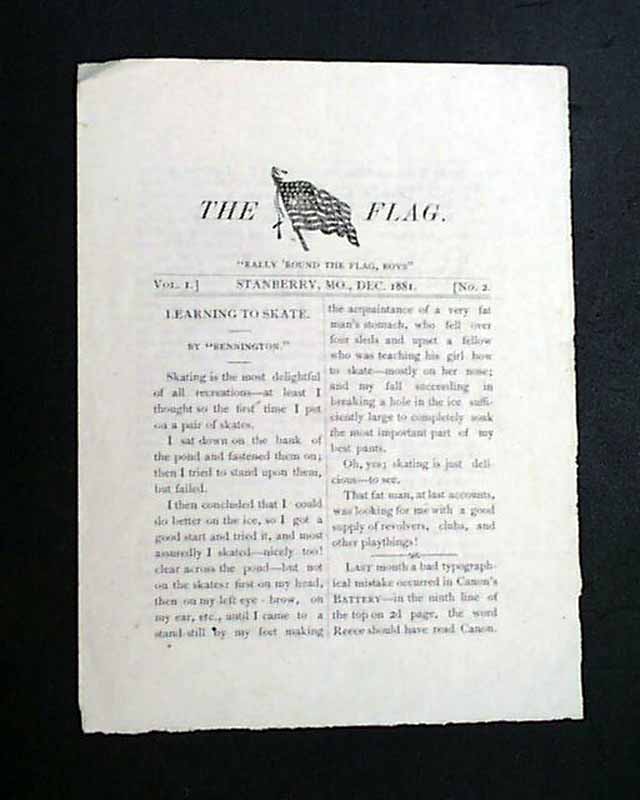 THE FLAG.
"RALLY 'ROUND THE FLAG, BOYS"
VOL. 1.] STANBERRY, MO., DEC. 1881. [NO. 2.
LEARNING TO SKATE.
BY "BENNINGTON."
Skating is the most delightful
of all recreations—at least I
thought so the first time I put
on a pair of skates.
I sat down on the bank of
the pond and fastened them on;
then I tried to stand upon them,
but failed.
I then concluded that I could
do better on the ice, so I got a
good start and tried it, and most
assuredly I skated—nicely too!
clear across the pond—but not
on the skates: first on my head,
then on my left eye-brow, on
my ear, etc., until I came to a
stand-still by my feet making
the acquaintance of a very fat
man's stomach, who fell over
four sleds and upset a fellow
who was teaching his girl how
to skate—mostly on her nose;
and my fall succeeding in
breaking a hole in the ice suffi-
ciently large to completely soak
the most important part of my
best pants.
Oh, yes; skating is just deli-
cious—to see.
That fat man, at last accounts,
was looking for me with a good
supply of revolvers, clubs, and
other playthings!
LAST month a bad typograph-
ical mistake occurred in Canon's
BATTERY—in the ninth line of
the top on 2d page, the word
Reece should have read Canon.